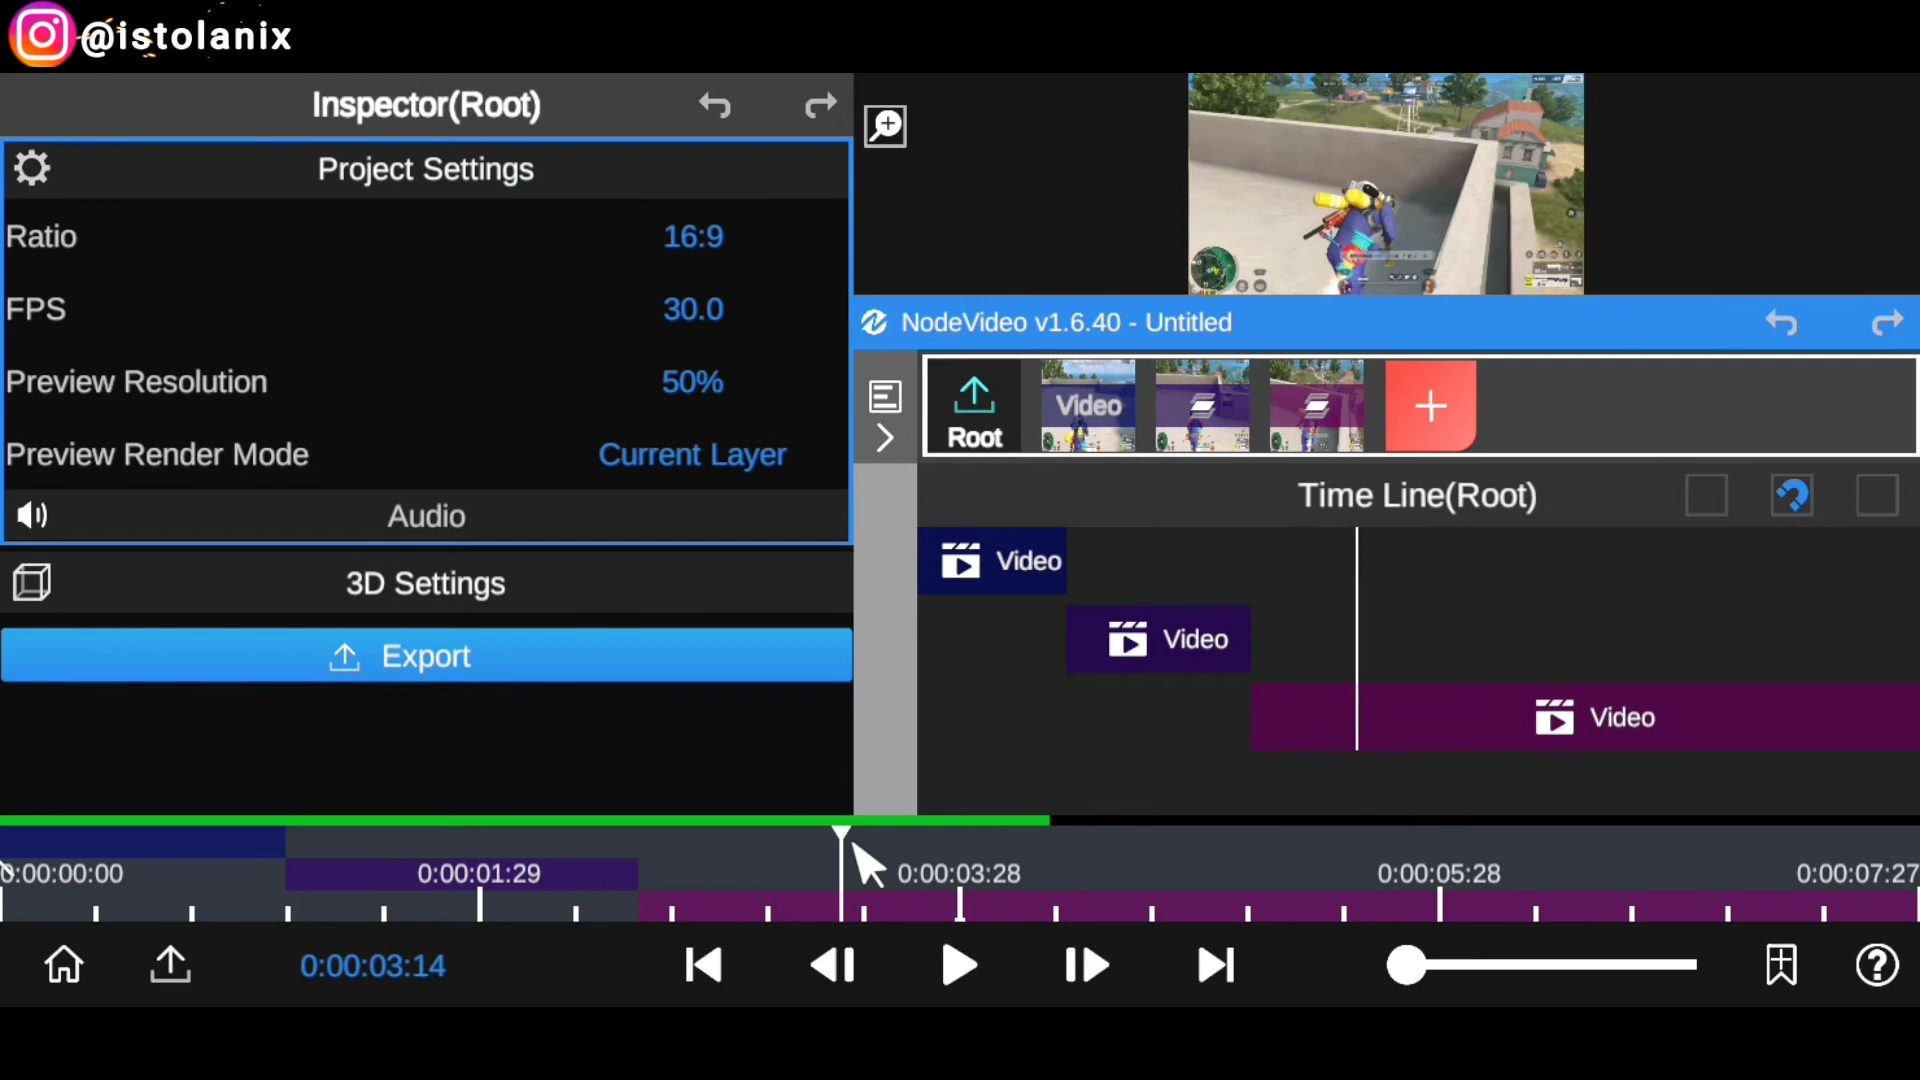 @istolanix
Inspector(Root)
Project Settings
Ratio 16:9
FPS 30.0
Preview Resolution 50%
Preview Render Mode Current Layer
Audio
3D Settings
Export
NodeVideo v1.6.40 - Untitled
Root
Video
Time Line(Root)
Video
Video
Video
0:00:00:00 0:00:01:29 0:00:03:28 0:00:05:28 0:00:07:27
0:00:03:14